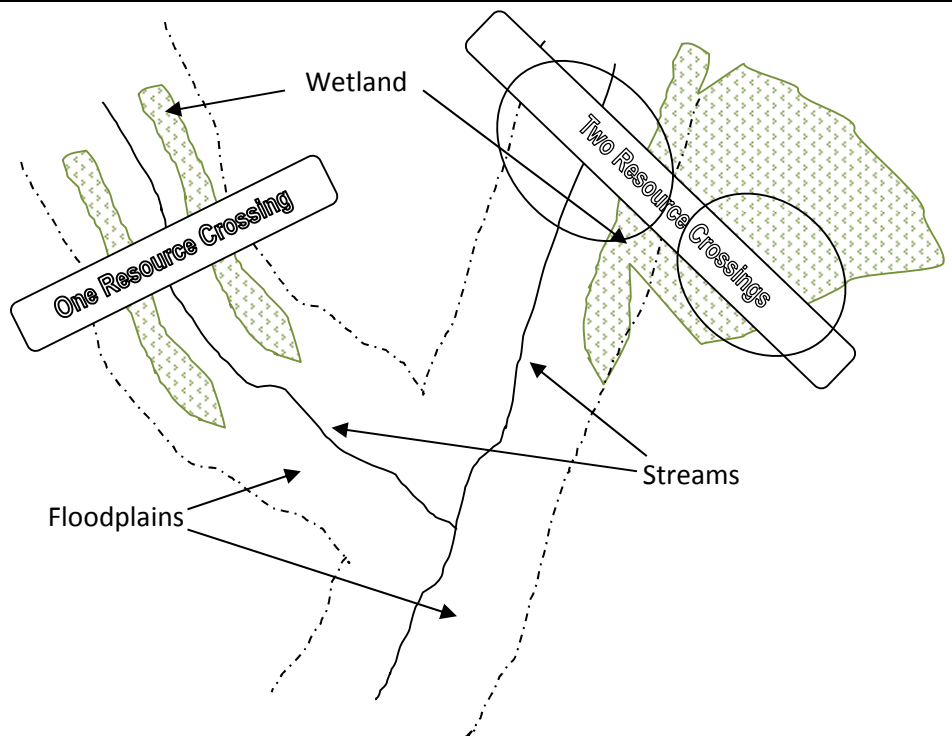 Wetland
Two Resource Crossings
One Resource Crossing
Streams
Floodplains